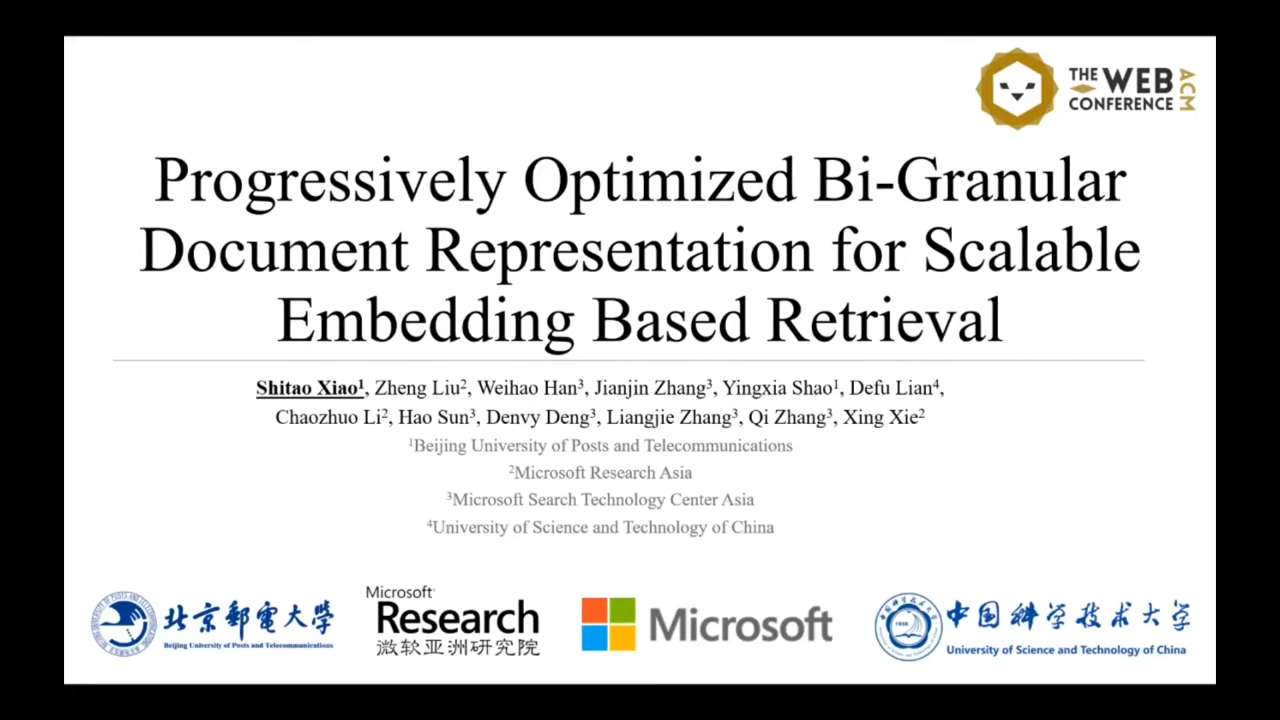 THE WEB
CONFERENCE
ACM
Progressively Optimized Bi-Granular
Document Representation for Scalable
Embedding Based Retrieval
Shitao Xiao¹, Zheng Liu², Weihao Han³, Jianjin Zhang³, Yingxia Shao¹, Defu Lian⁴,
Chaozhuo Li², Hao Sun³, Denvy Deng³, Liangjie Zhang³, Qi Zhang³, Xing Xie²
¹Beijing University of Posts and Telecommunications
²Microsoft Research Asia
³Microsoft Search Technology Center Asia
⁴University of Science and Technology of China
北京郵電大學
Beijing University of Posts and Telecommunications
Microsoft
Research
微软亚洲研究院
Microsoft
1958
中国科学技术大学
University of Science and Technology of China